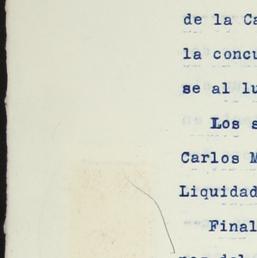 de la Ca
la concu
se al lu
Los s
Carlos M
Liquidad
Final